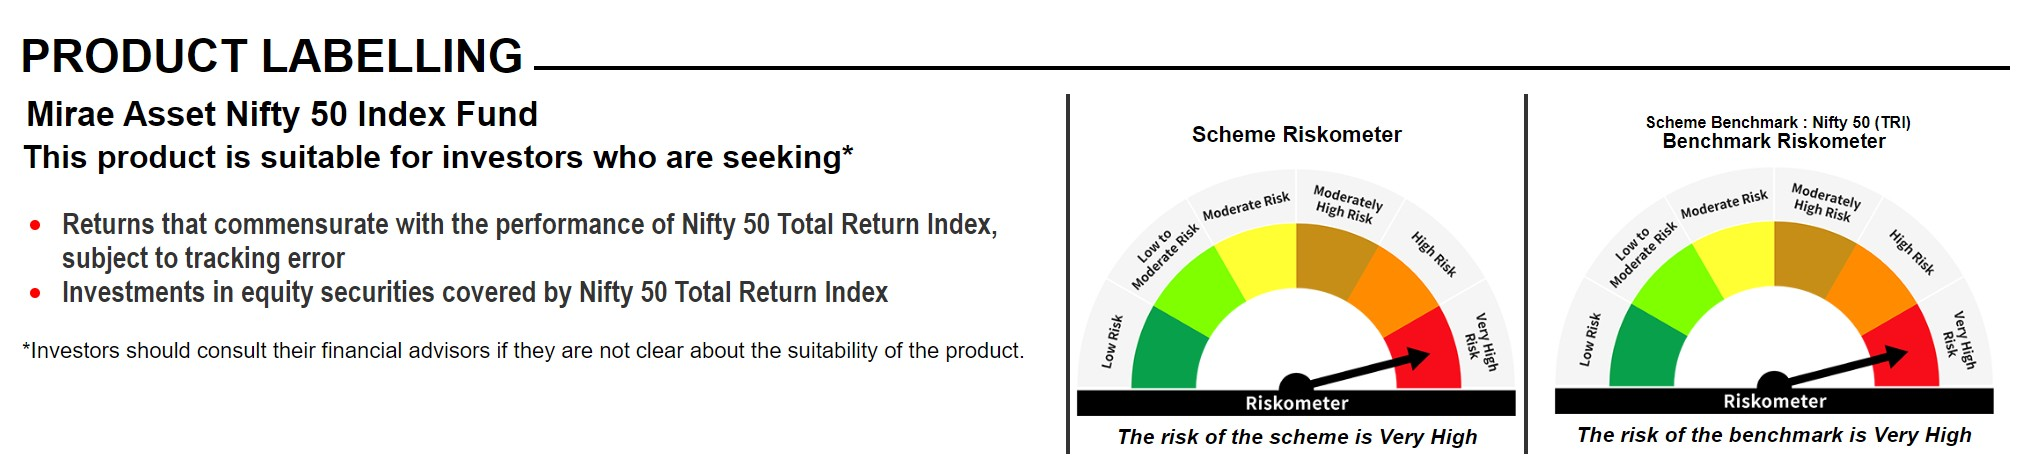 PRODUCT LABELLING
Mirae Asset Nifty 50 Index Fund
This product is suitable for investors who are seeking*
Returns that commensurate with the performance of Nifty 50 Total Return Index,
subject to tracking error
Investments in equity securities covered by Nifty 50 Total Return Index
*Investors should consult their financial advisors if they are not clear about the suitability of the product.
Scheme Riskometer
Low Risk
Low to
Moderate Risk
Moderate Risk
Moderately
High Risk
High Risk
Very High
Risk
Riskometer
The risk of the scheme is Very High
Scheme Benchmark : Nifty 50 (TRI)
Benchmark Riskometer
Low Risk
Low to
Moderate Risk
Moderate Risk
Moderately
High Risk
High Risk
Very High
Risk
Riskometer
The risk of the benchmark is Very High